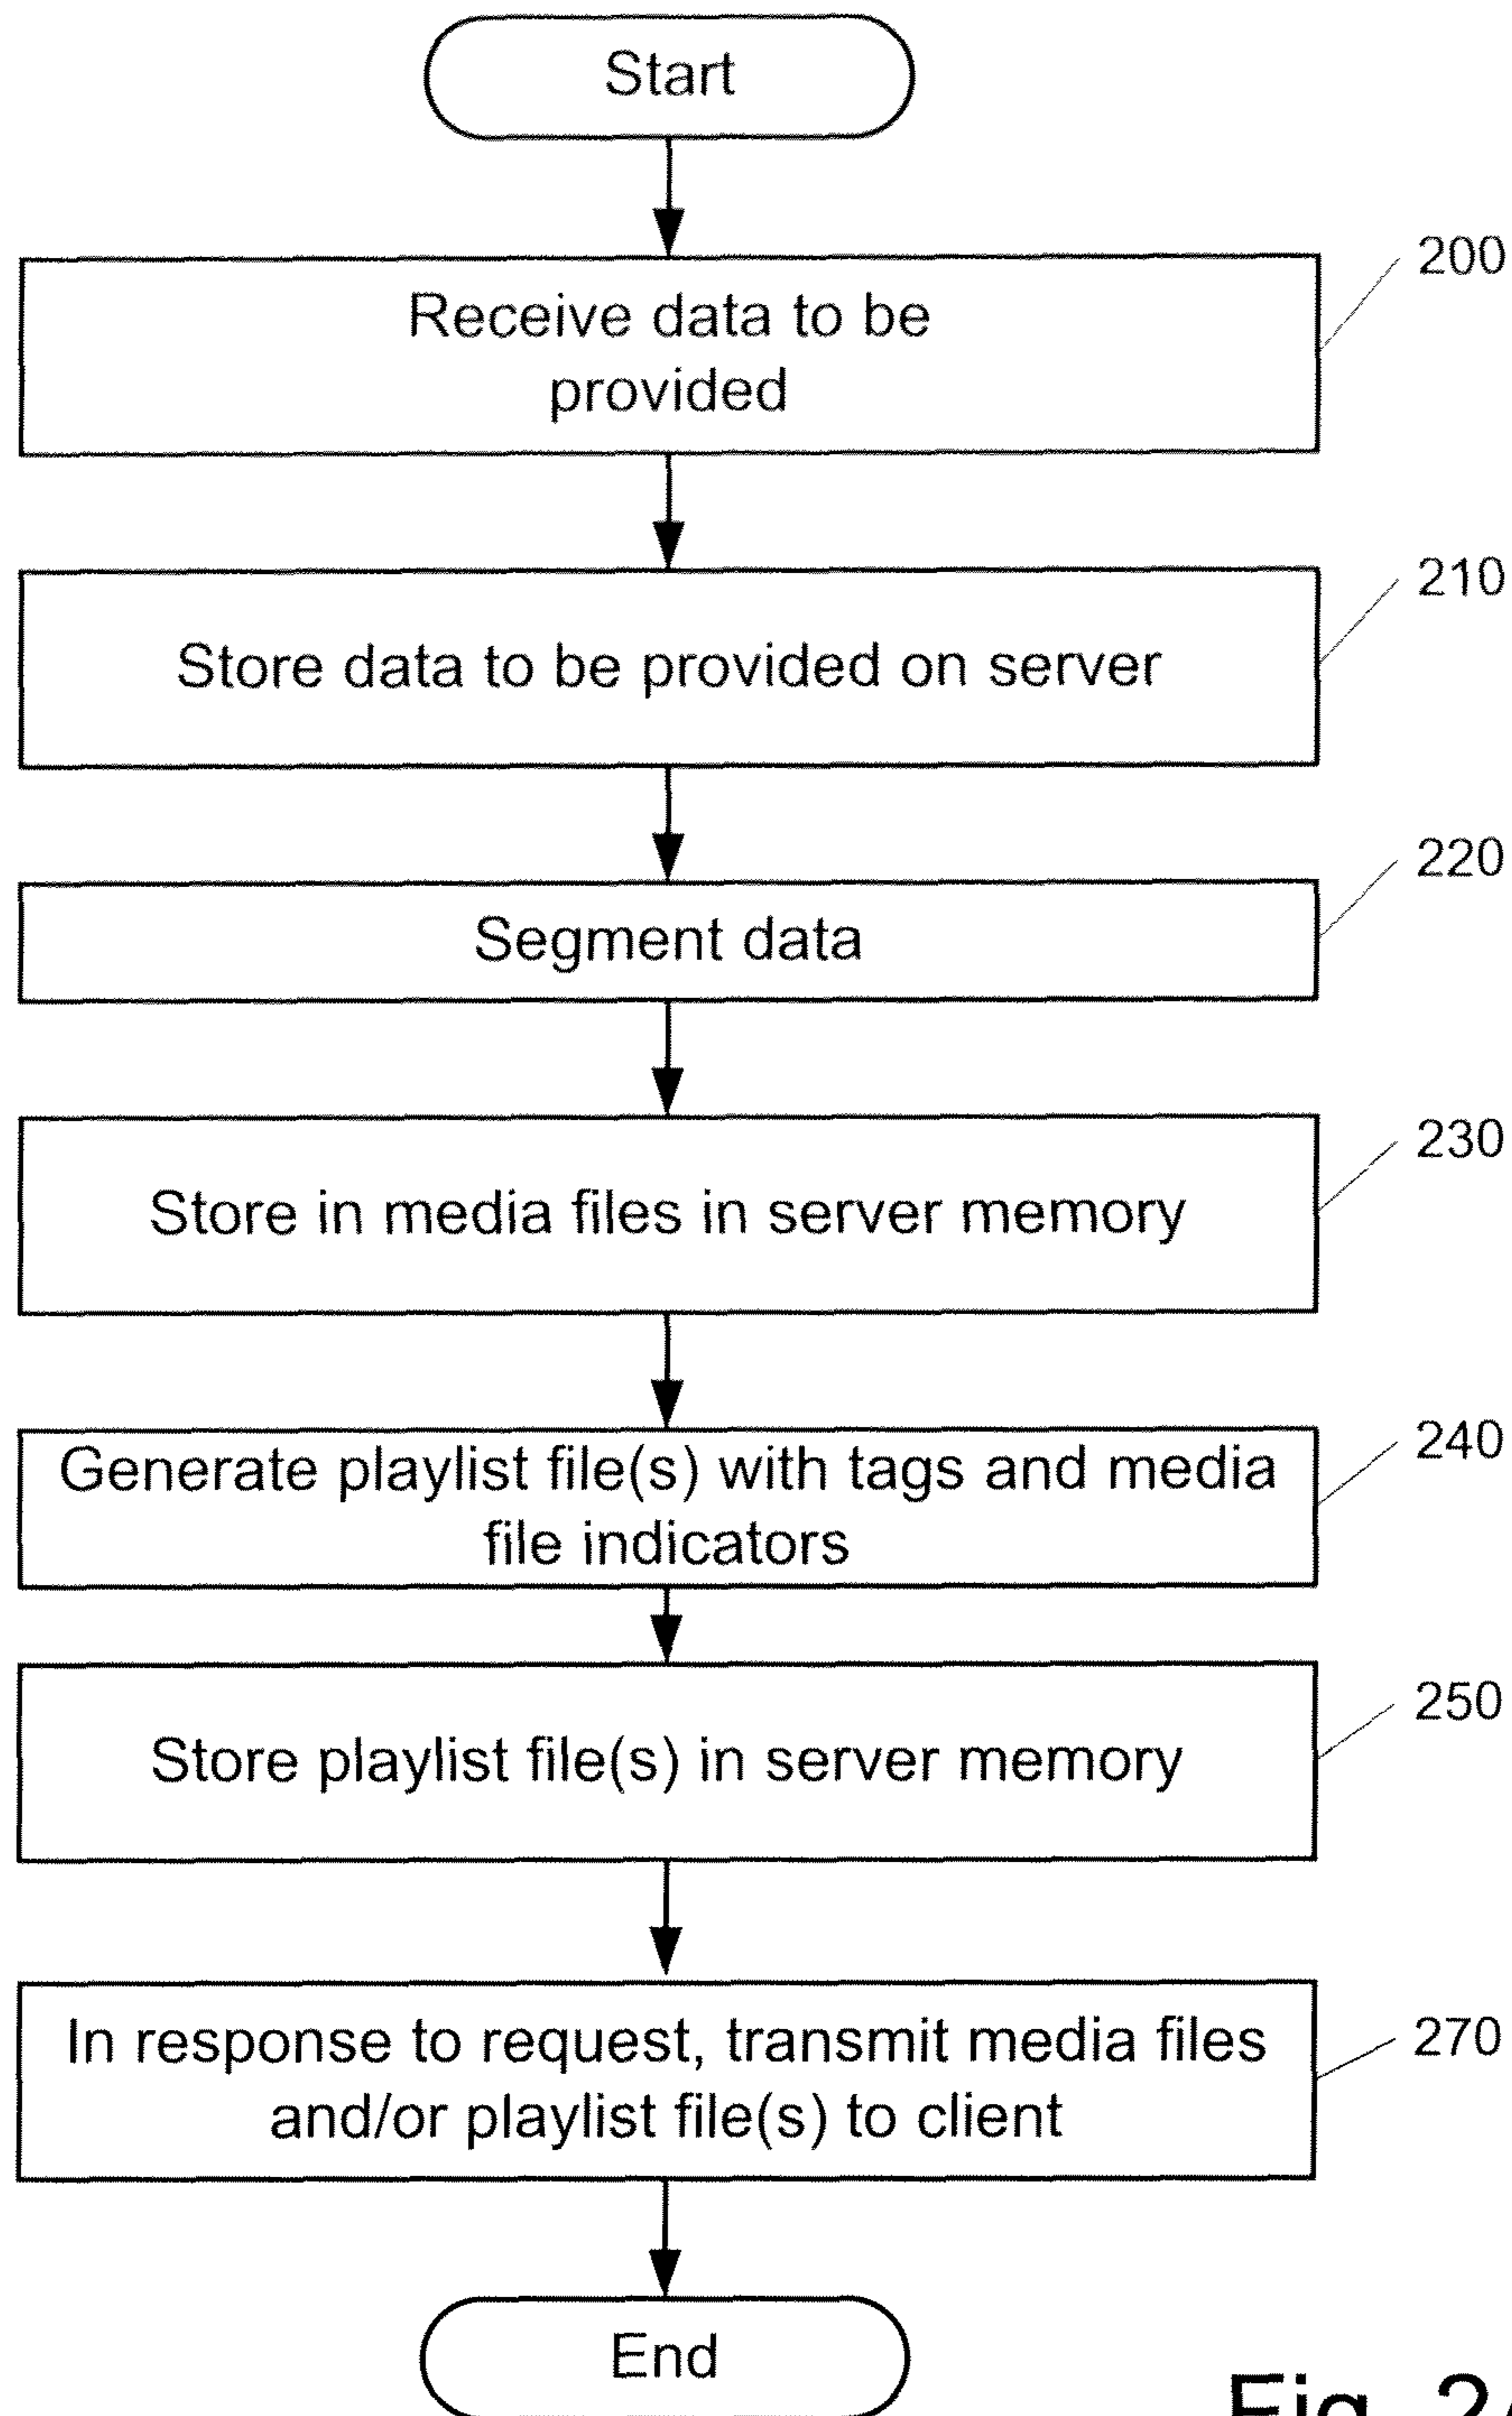 Start
200
Receive data to be
provided
210
Store data to be provided on server
220
Segment data
230
Store in media files in server memory
240
Generate playlist file(s) with tags and media
file indicators
250
Store playlist file(s) in server memory
270
In response to request, transmit media files
and/or playlist file(s) to client
End
Fig.